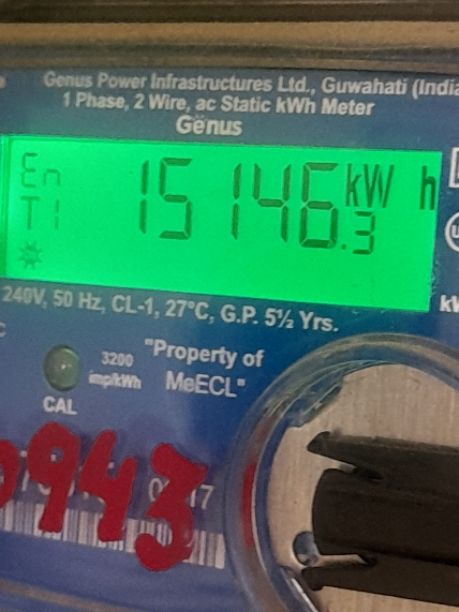 Genus Power Infrastructures Ltd., Guwahati (India
1 Phase, 2 Wire, ac Static kWh Meter
Genus
En 15146.3 kW h
T1
240V, 50 Hz, CL-1, 27°C, G.P. 5½ Yrs.
3200 "Property of
imp/kWh MeECL"
CAL
943